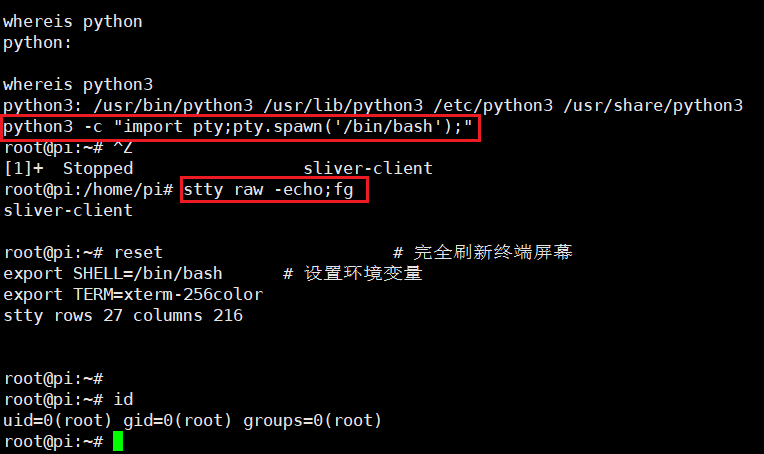 whereis python
python:
whereis python3
python3: /usr/bin/python3 /usr/lib/python3 /etc/python3 /usr/share/python3
python3 -c "import pty;pty.spawn('/bin/bash');"
root@pi:~# ^Z
[1]+  Stopped                 sliver-client
root@pi:/home/pi# stty raw -echo;fg
sliver-client
root@pi:~# reset                        # 完全刷新终端屏幕
export SHELL=/bin/bash      # 设置环境变量
export TERM=xterm-256color
stty rows 27 columns 216
root@pi:~#
root@pi:~# id
uid=0(root) gid=0(root) groups=0(root)
root@pi:~#